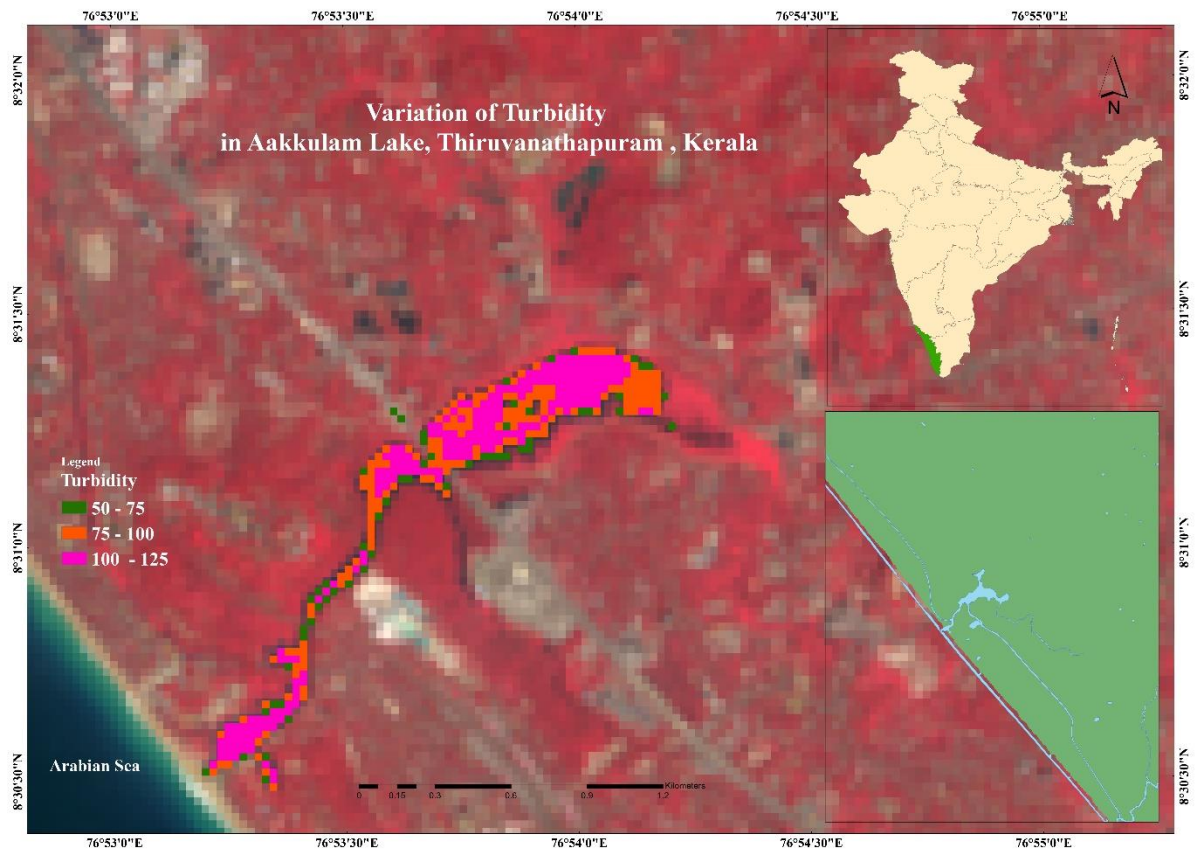 76°53'0"E 76°53'30"E 76°54'0"E 76°54'30"E 76°55'0"E
8°32'0"N
8°32'0"N
Variation of Turbidity
in Aakkulam Lake, Thiruvanathapuram , Kerala
N
8°31'30"N
8°31'30"N
Legend
Turbidity
50 - 75
75 - 100
100 - 125
8°31'0"N
8°31'0"N
Arabian Sea
8°30'30"N
8°30'30"N
Kilometers
0 0.15 0.3 0.6 0.9 1.2
76°53'0"E 76°53'30"E 76°54'0"E 76°54'30"E 76°55'0"E